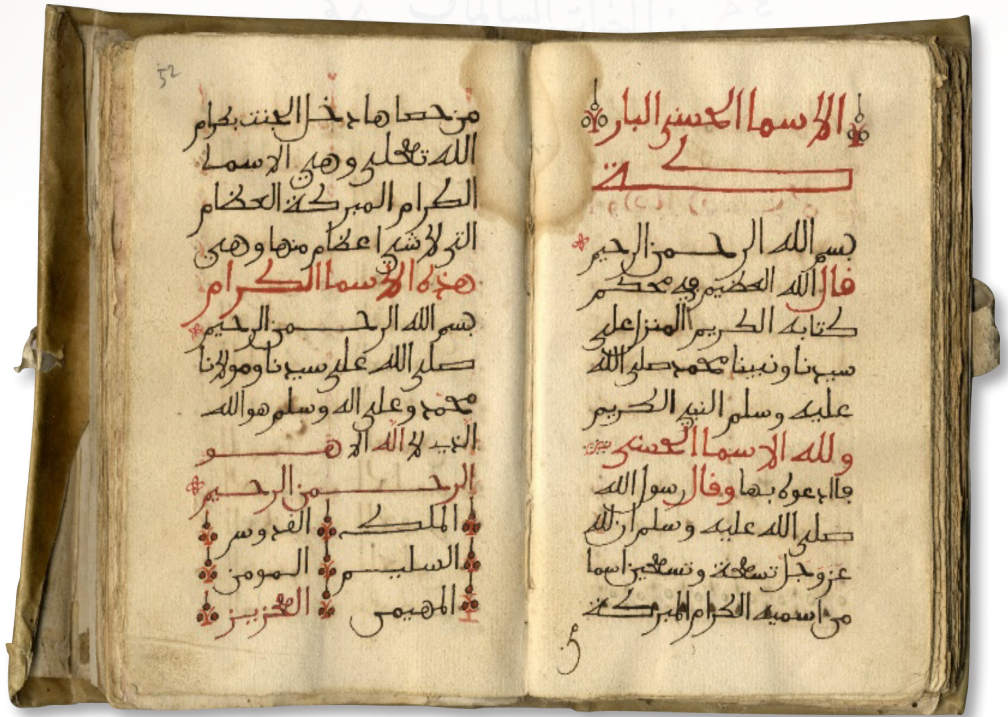 الاسما الحسنى البار
كة
بسم الله الرحمن الرحيم
قال الله العظيم في محكم
كتابه الكريم المنزل على
سيدنا ونبينا محمد صلى الله
عليه وسلم النبي الكريم
ولله الاسما الحسنى
فاادعوه بها وقال رسول الله
صلى الله عليه وسلم ان لله
عز وجل تسعة وتسعين اسما
من اسميه الكرام المبركة
52
من حصاها دخل الجنت بكرام
الله تعلى وهي الاسما
الكرام المبركة العظام
التي لا شي اعظام منها وهي
هذه الاسما الكرام
بسم الله الرحمن الرحيم
صلى الله على سيدنا ومولانا
محمد وعلى اله وسلم هو الله
الذي لا اله الا هو
الرحمن الرحيم
الملك القدوس
السليم المومن
المهيمن العزيز